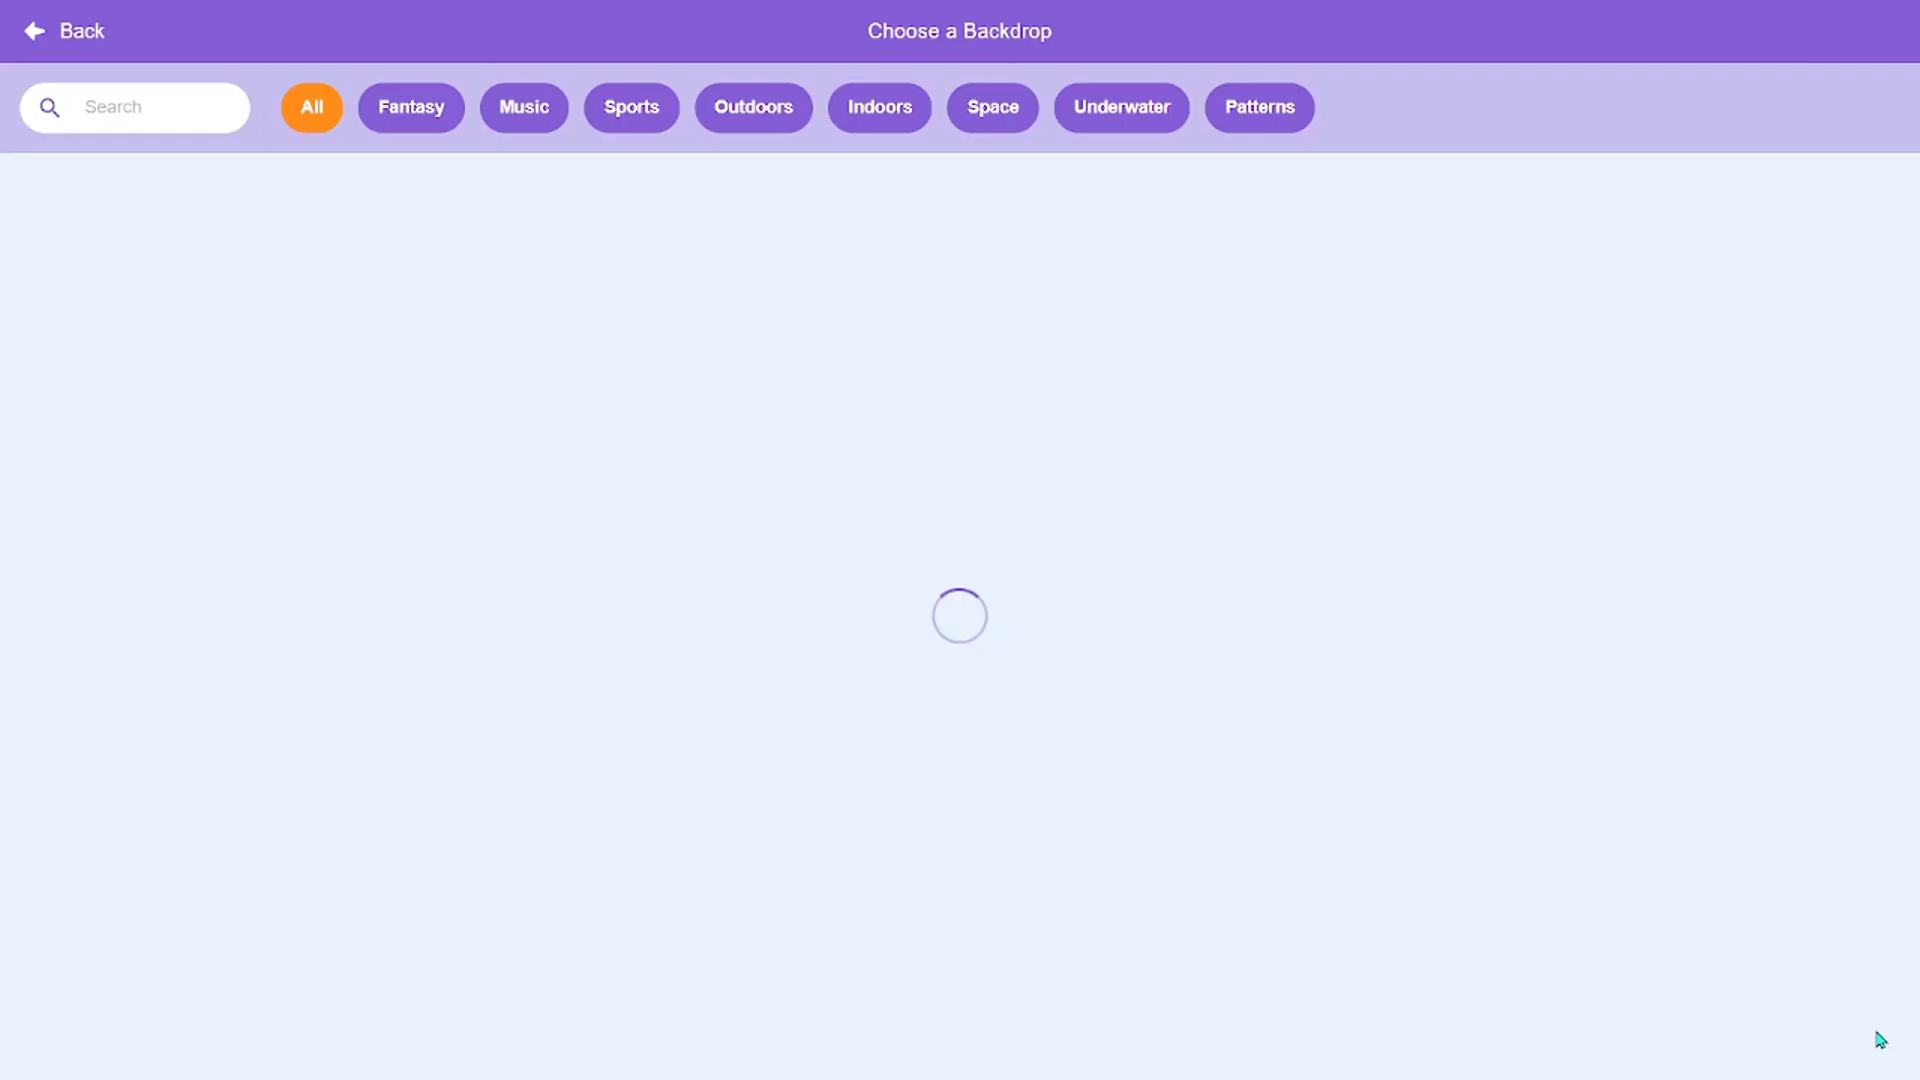 Back
Choose a Backdrop
Search
All
Fantasy
Music
Sports
Outdoors
Indoors
Space
Underwater
Patterns